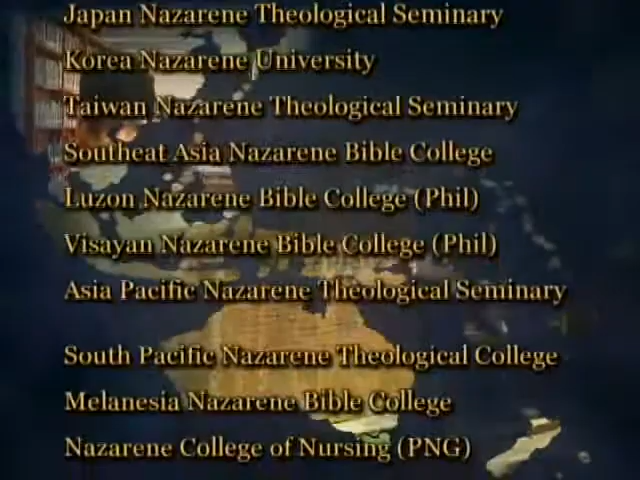 Japan Nazarene Theological Seminary
Korea Nazarene University
Taiwan Nazarene Theological Seminary
Southeat Asia Nazarene Bible College
Luzon Nazarene Bible College (Phil)
Visayan Nazarene Bible College (Phil)
Asia Pacific Nazarene Theological Seminary
South Pacific Nazarene Theological College
Melanesia Nazarene Bible College
Nazarene College of Nursing (PNG)